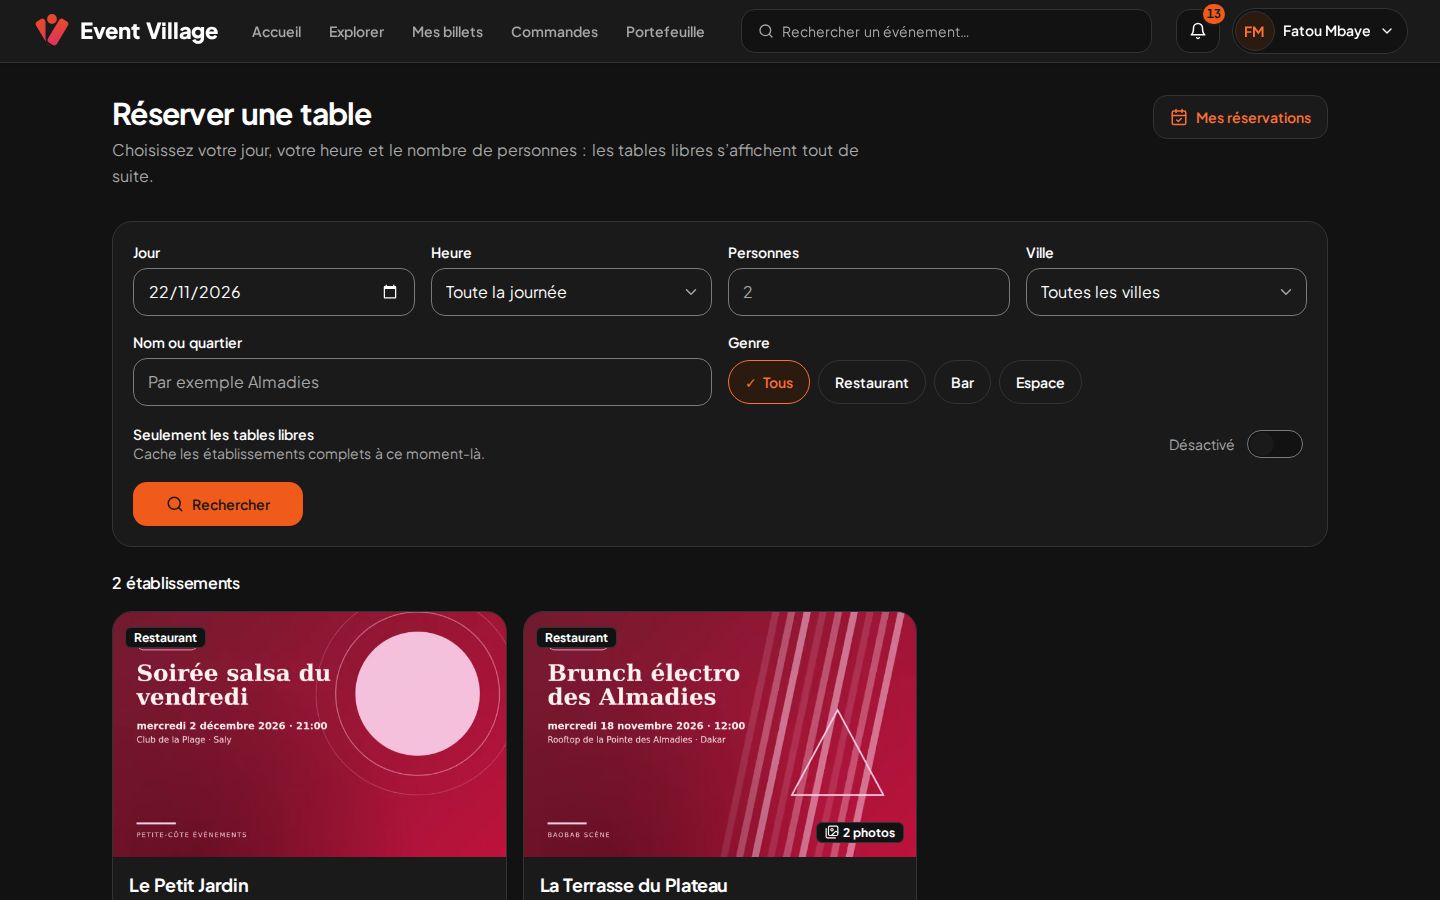 Event Village
Accueil
Explorer
Mes billets
Commandes
Portefeuille
Rechercher un événement...
13
FM
Fatou Mbaye
Réserver une table
Mes réservations
Choisissez votre jour, votre heure et le nombre de personnes : les tables libres s’affichent tout de
suite.
Jour
Heure
Personnes
Ville
22/11/2026
Toute la journée
2
Toutes les villes
Nom ou quartier
Genre
Par exemple Almadies
✓ Tous
Restaurant
Bar
Espace
Seulement les tables libres
Cache les établissements complets à ce moment-là.
Désactivé
Rechercher
2 établissements
Restaurant
Soirée salsa du
vendredi
mercredi 2 décembre 2026 · 21:00
Club de la Plage · Saly
PETITE-CÔTE ÉVÉNEMENTS
Le Petit Jardin
Restaurant
Brunch électro
des Almadies
mercredi 18 novembre 2026 · 12:00
Rooftop de la Pointe des Almadies · Dakar
BAOBAB SCÈNE
2 photos
La Terrasse du Plateau